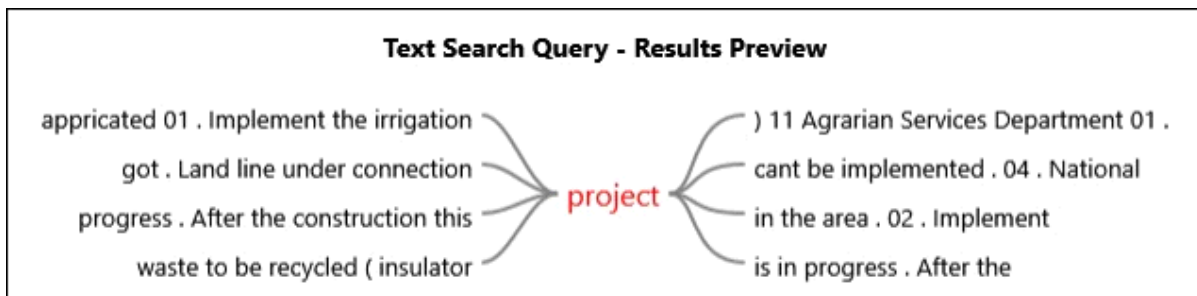 Text Search Query - Results Preview
appricated 01 . Implement the irrigation
got . Land line under connection
progress . After the construction this
waste to be recycled ( insulator
project
) 11 Agrarian Services Department 01 .
cant be implemented . 04 . National
in the area . 02 . Implement
is in progress . After the